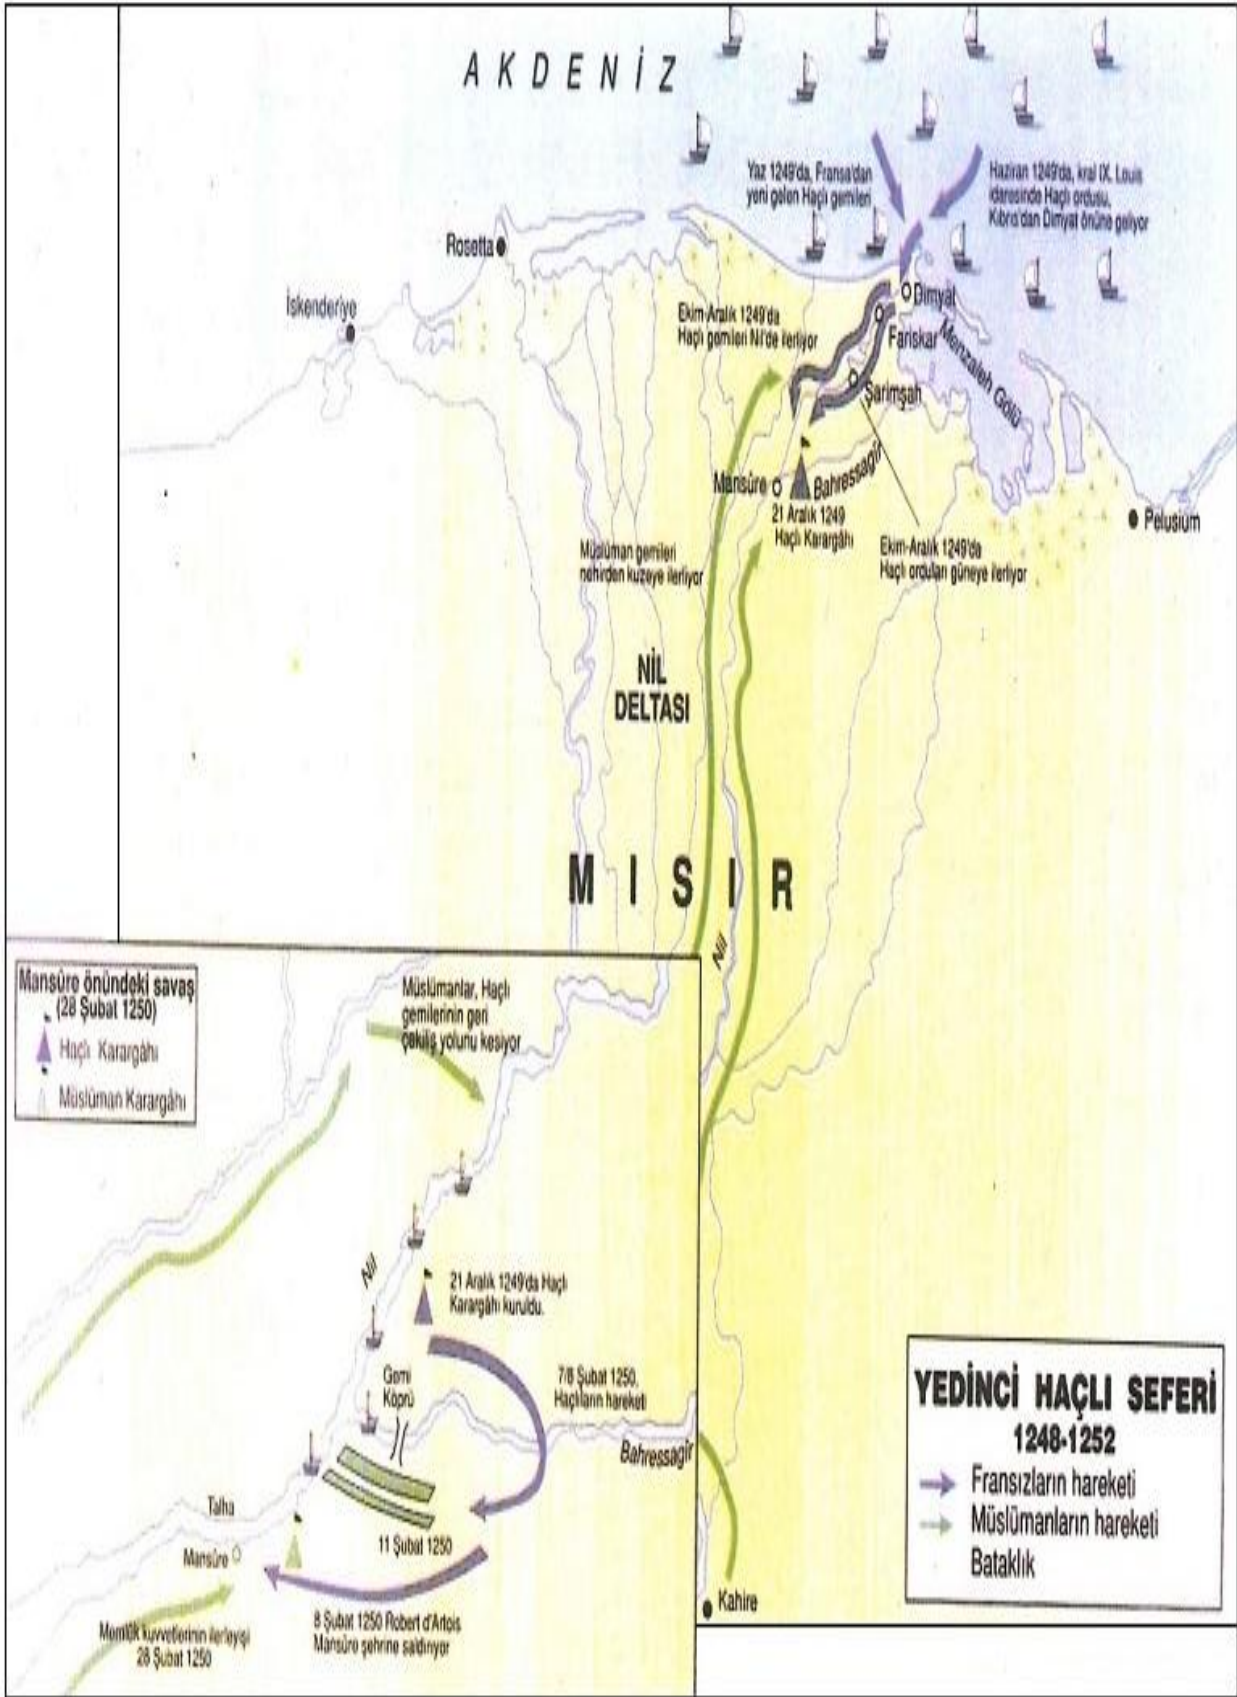 AKDENİZ
Yaz 1249'da, Fransa'dan
yeni gelen Haçlı gemileri
Haziran 1249'da, kral IX. Louis
idaresinde Haçlı ordusu,
Kıbrıs'dan Dimyat önüne geliyor
Rosetta
İskenderiye
Dimyat
Ekim-Aralık 1249'da
Haçlı gemileri Nil'de ilerliyor
Fariskar
Menzaleh Gölü
Şarimşah
Mansûre
Bahressagîr
21 Aralık 1249
Haçlı Karargâhı
Pelusium
Müslüman gemileri
nehirden kuzeye ilerliyor
Ekim-Aralık 1249'da
Haçlı orduları güneye ilerliyor
NİL
DELTASI
MISIR
Nil
Mansûre önündeki savaş
(28 Şubat 1250)
Haçlı Karargâhı
Müslüman Karargâhı
Müslümanlar, Haçlı
gemilerinin geri
çekiliş yolunu kesiyor
Nil
21 Aralık 1249'da Haçlı
Karargâhı kuruldu.
Gemi
Köprü
7/8 Şubat 1250,
Haçlıların hareketi
Bahressagîr
Talha
Mansûre
11 Şubat 1250
Memlûk kuvvetlerinin ilerleyişi
28 Şubat 1250
8 Şubat 1250 Robert d'Artois
Mansûre şehrine saldırıyor
Kahire
YEDİNCİ HAÇLI SEFERİ
1248-1252
Fransızların hareketi
Müslümanların hareketi
Bataklık